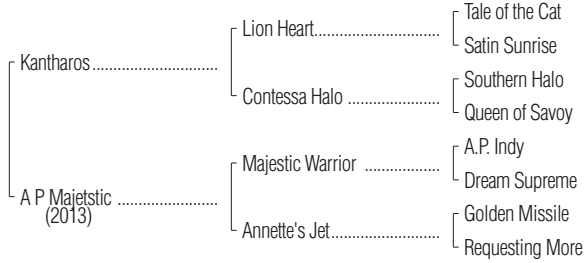 Tale of the Cat
Lion Heart
Satin Sunrise
Kantharos
Southern Halo
Contessa Halo
Queen of Savoy
A.P. Indy
Majestic Warrior
Dream Supreme
A P Majetstic
(2013)
Golden Missile
Annette's Jet
Requesting More